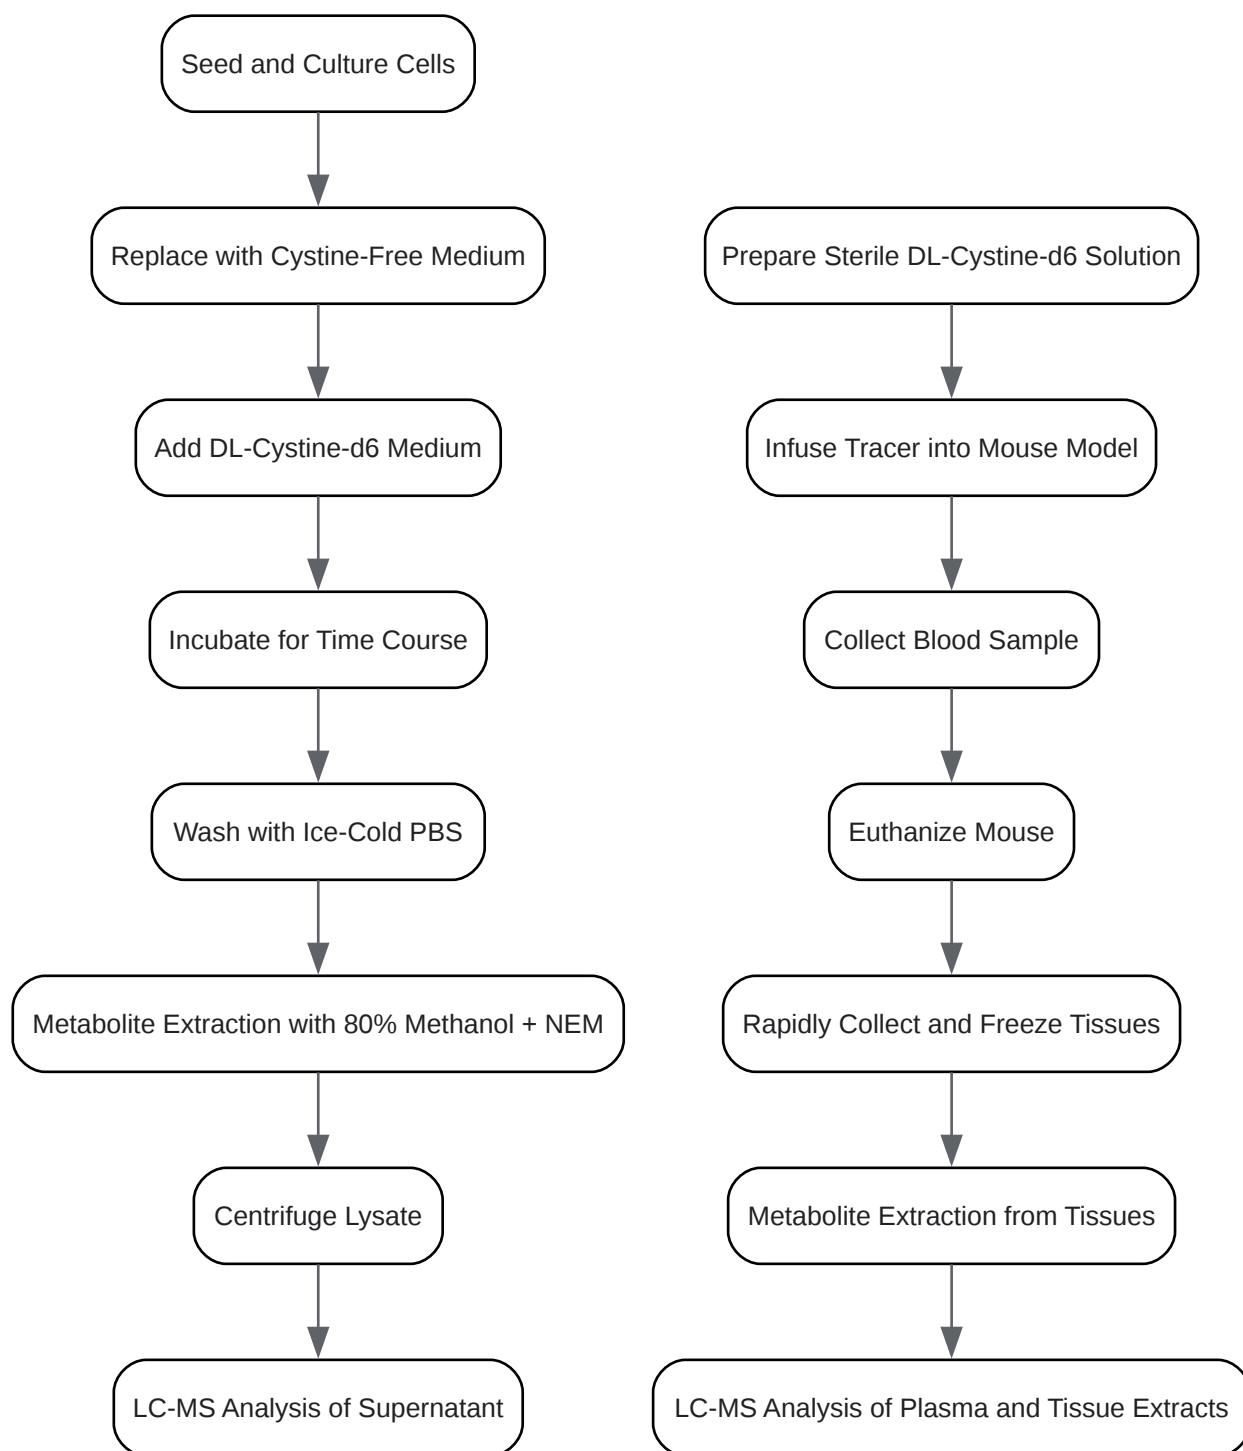 Seed and Culture Cells
Replace with Cystine-Free Medium
Add DL-Cystine-d6 Medium
Incubate for Time Course
Wash with Ice-Cold PBS
Metabolite Extraction with 80% Methanol + NEM
Centrifuge Lysate
LC-MS Analysis of Supernatant
Prepare Sterile DL-Cystine-d6 Solution
Infuse Tracer into Mouse Model
Collect Blood Sample
Euthanize Mouse
Rapidly Collect and Freeze Tissues
Metabolite Extraction from Tissues
LC-MS Analysis of Plasma and Tissue Extracts